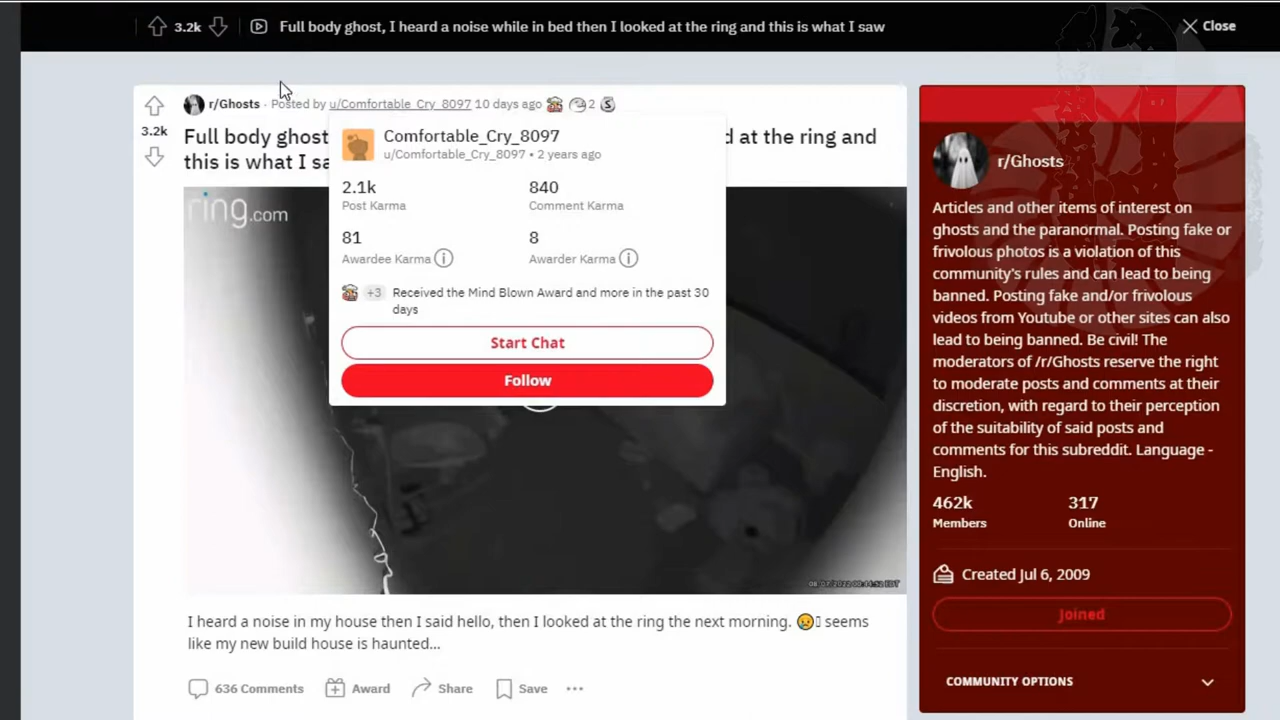 3.2k
Full body ghost, I heard a noise while in bed then I looked at the ring and this is what I saw
Close
r/Ghosts · Posted by u/Comfortable_Cry_8097 10 days ago 2 S
3.2k
Full body ghost
d at the ring and
this is what I sa
Comfortable_Cry_8097
u/Comfortable_Cry_8097 • 2 years ago
2.1k
Post Karma
840
Comment Karma
81
Awardee Karma
8
Awarder Karma
+3 Received the Mind Blown Award and more in the past 30
days
Start Chat
Follow
ring.com
I heard a noise in my house then I said hello, then I looked at the ring the next morning. 😢 seems
like my new build house is haunted...
636 Comments
Award
Share
Save
r/Ghosts
Articles and other items of interest on
ghosts and the paranormal. Posting fake or
frivolous photos is a violation of this
community's rules and can lead to being
banned. Posting fake and/or frivolous
videos from Youtube or other sites can also
lead to being banned. Be civil! The
moderators of /r/Ghosts reserve the right
to moderate posts and comments at their
discretion, with regard to their perception
of the suitability of said posts and
comments for this subreddit. Language -
English.
462k
Members
317
Online
Created Jul 6, 2009
Joined
COMMUNITY OPTIONS